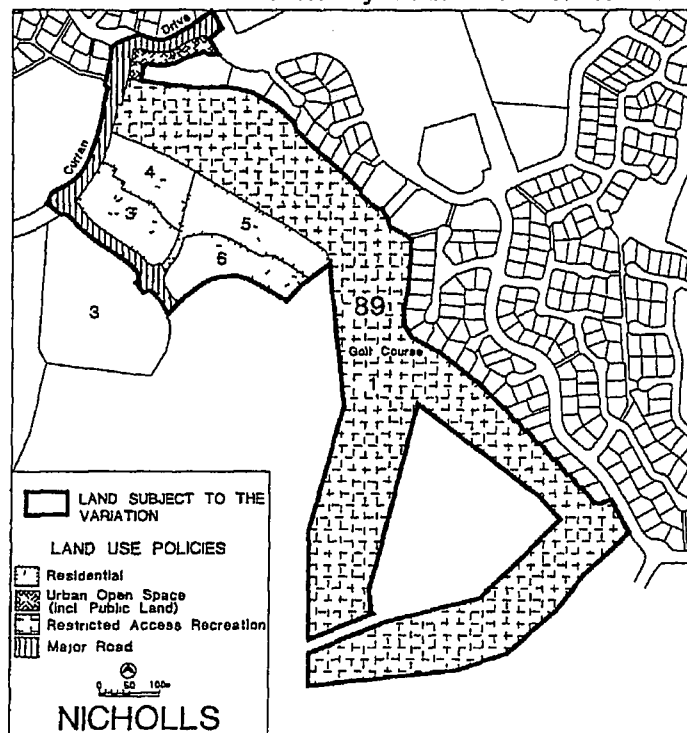 Drive
Curran
4
3
5
6
3
89
Golf Course
LAND SUBJECT TO THE
VARIATION
LAND USE POLICIES
Residential
Urban Open Space
(incl Public Land)
Restricted Access Recreation
Major Road
0 50 100m
NICHOLLS